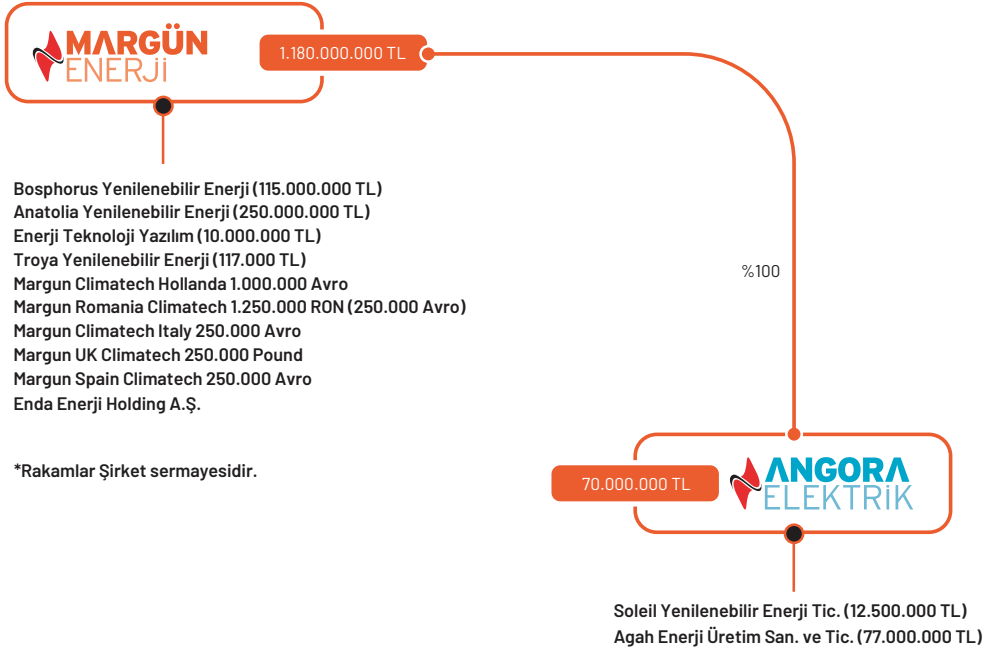 MARGÜN
ENERJİ
1.180.000.000 TL
Bosphorus Yenilenebilir Enerji (115.000.000 TL)
Anatolia Yenilenebilir Enerji (250.000.000 TL)
Enerji Teknoloji Yazılım (10.000.000 TL)
Troya Yenilenebilir Enerji (117.000 TL)
Margun Climatech Hollanda 1.000.000 Avro
Margun Romania Climatech 1.250.000 RON (250.000 Avro)
Margun Climatech Italy 250.000 Avro
Margun UK Climatech 250.000 Pound
Margun Spain Climatech 250.000 Avro
Enda Enerji Holding A.Ş.
*Rakamlar Şirket sermayesidir.
%100
70.000.000 TL
ANGORA
ELEKTRİK
Soleil Yenilenebilir Enerji Tic. (12.500.000 TL)
Agah Enerji Üretim San. ve Tic. (77.000.000 TL)